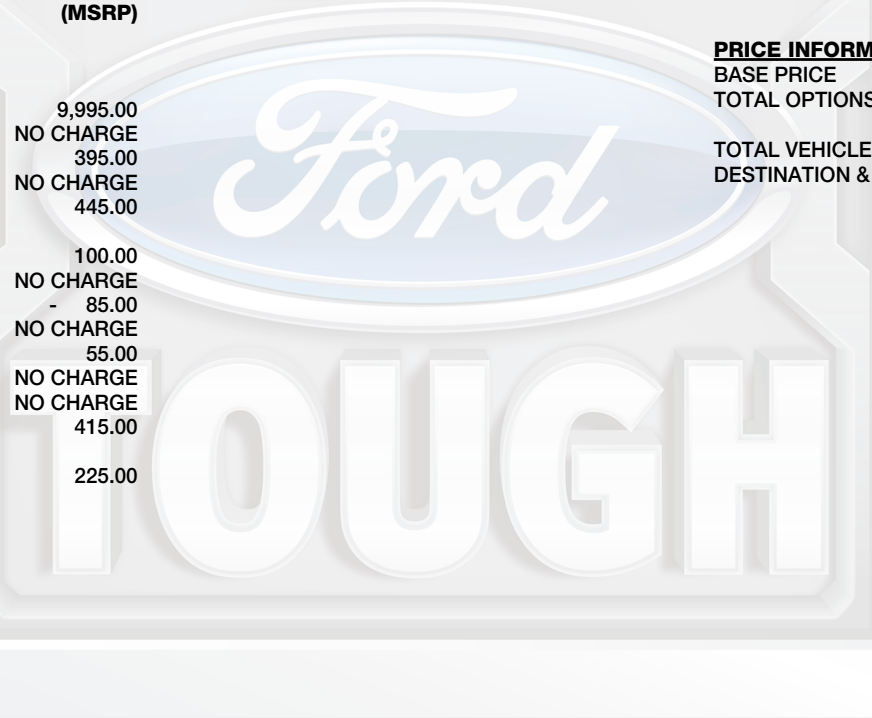 (MSRP)
9,995.00
NO CHARGE
395.00
NO CHARGE
445.00
100.00
NO CHARGE
- 85.00
NO CHARGE
55.00
NO CHARGE
NO CHARGE
415.00
225.00
PRICE INFORM
BASE PRICE
TOTAL OPTIONS
TOTAL VEHICLE
DESTINATION &
Ford
TOUGH